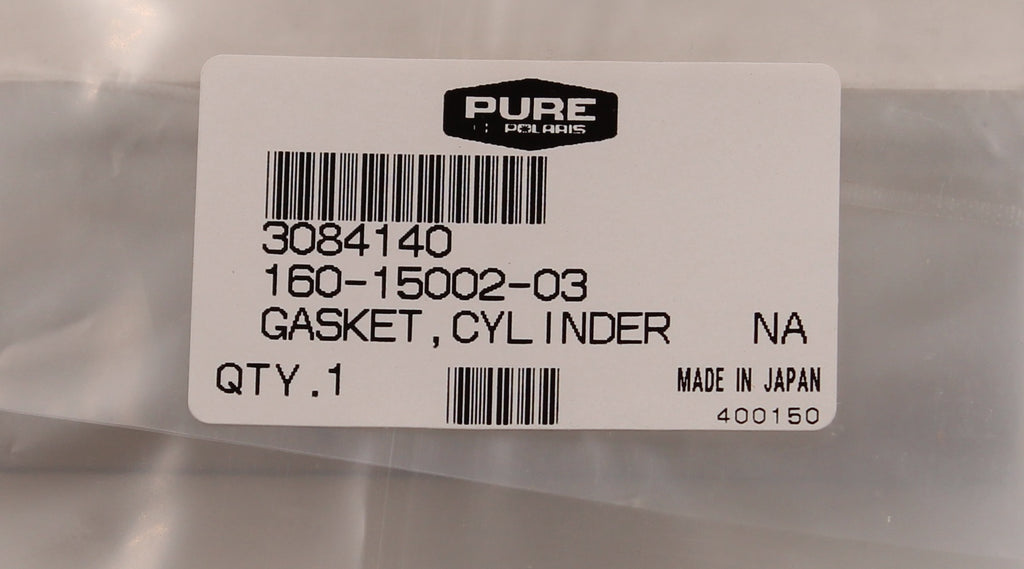 PURE
POLARIS
3084140
160-15002-03
GASKET,CYLINDER NA
QTY.1
MADE IN JAPAN
400150